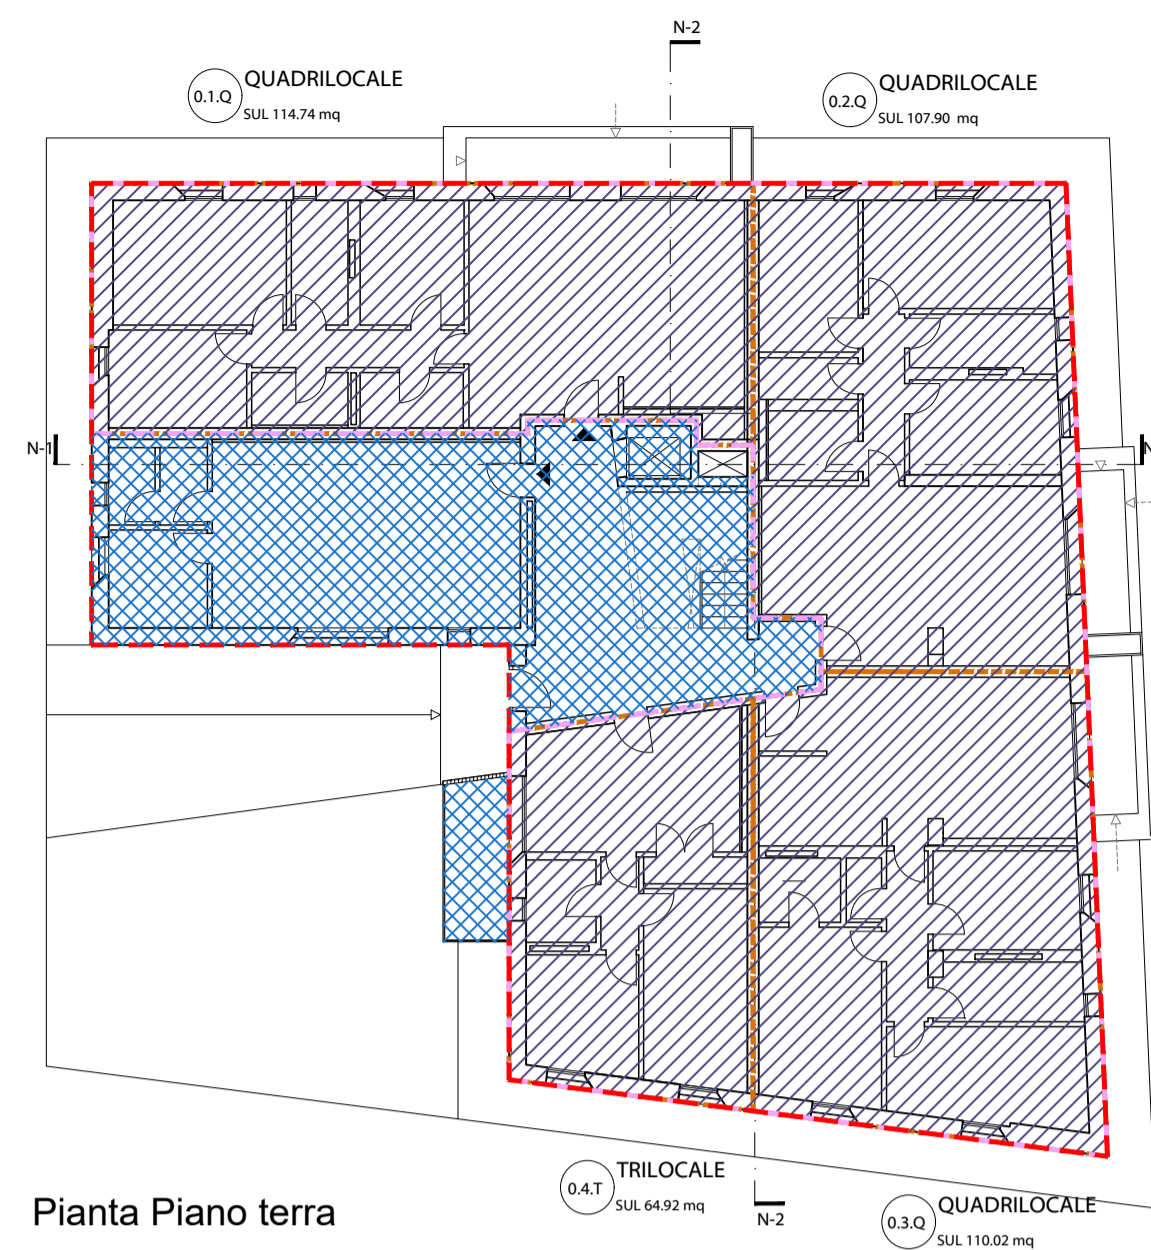 N-2
0.1.Q
QUADRILOCALE
SUL 114.74 mq
0.2.Q
QUADRILOCALE
SUL 107.90 mq
N-1
N
0.4.T
TRILOCALE
SUL 64.92 mq
N-2
0.3.Q
QUADRILOCALE
SUL 110.02 mq
Pianta Piano terra